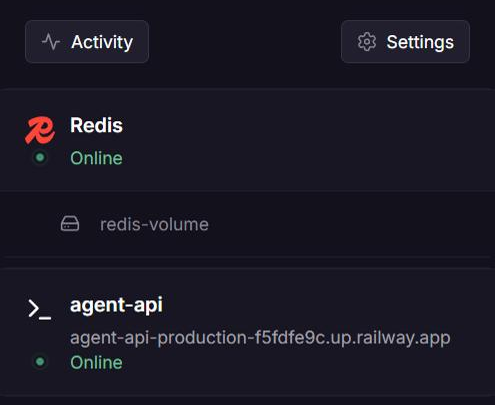 Activity
Settings
Redis
Online
redis-volume
agent-api
agent-api-production-f5fdfe9c.up.railway.app
Online